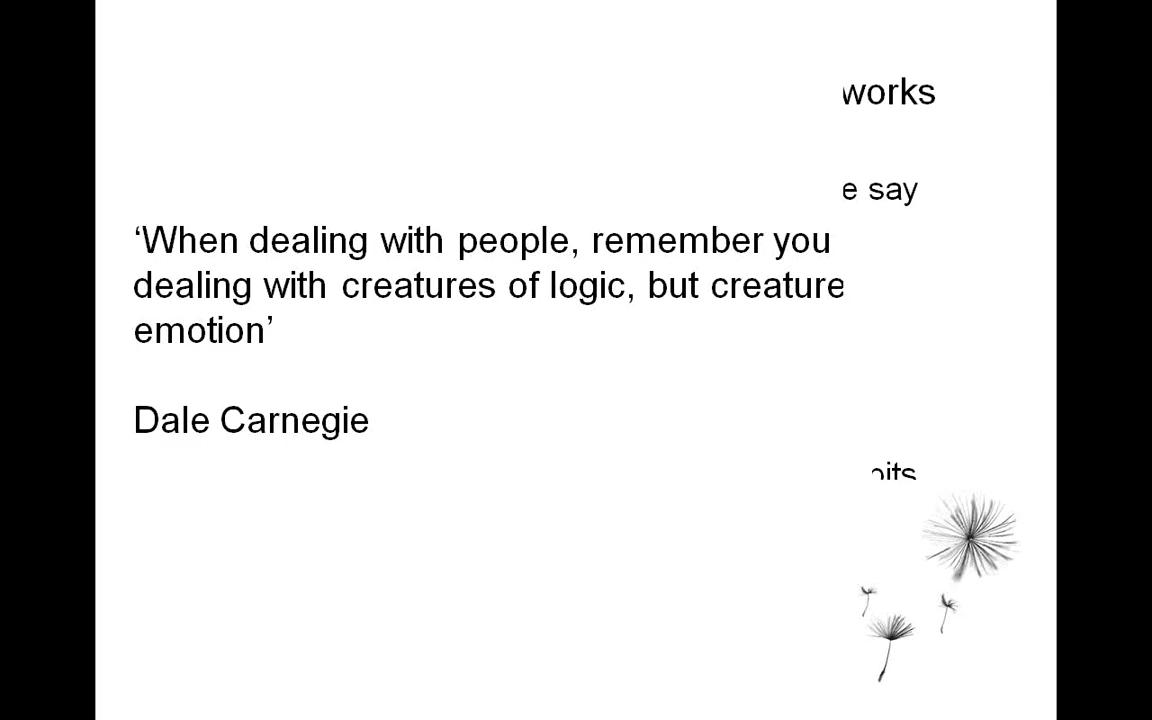 works
e say
‘When dealing with people, remember you
dealing with creatures of logic, but creature
emotion’
Dale Carnegie